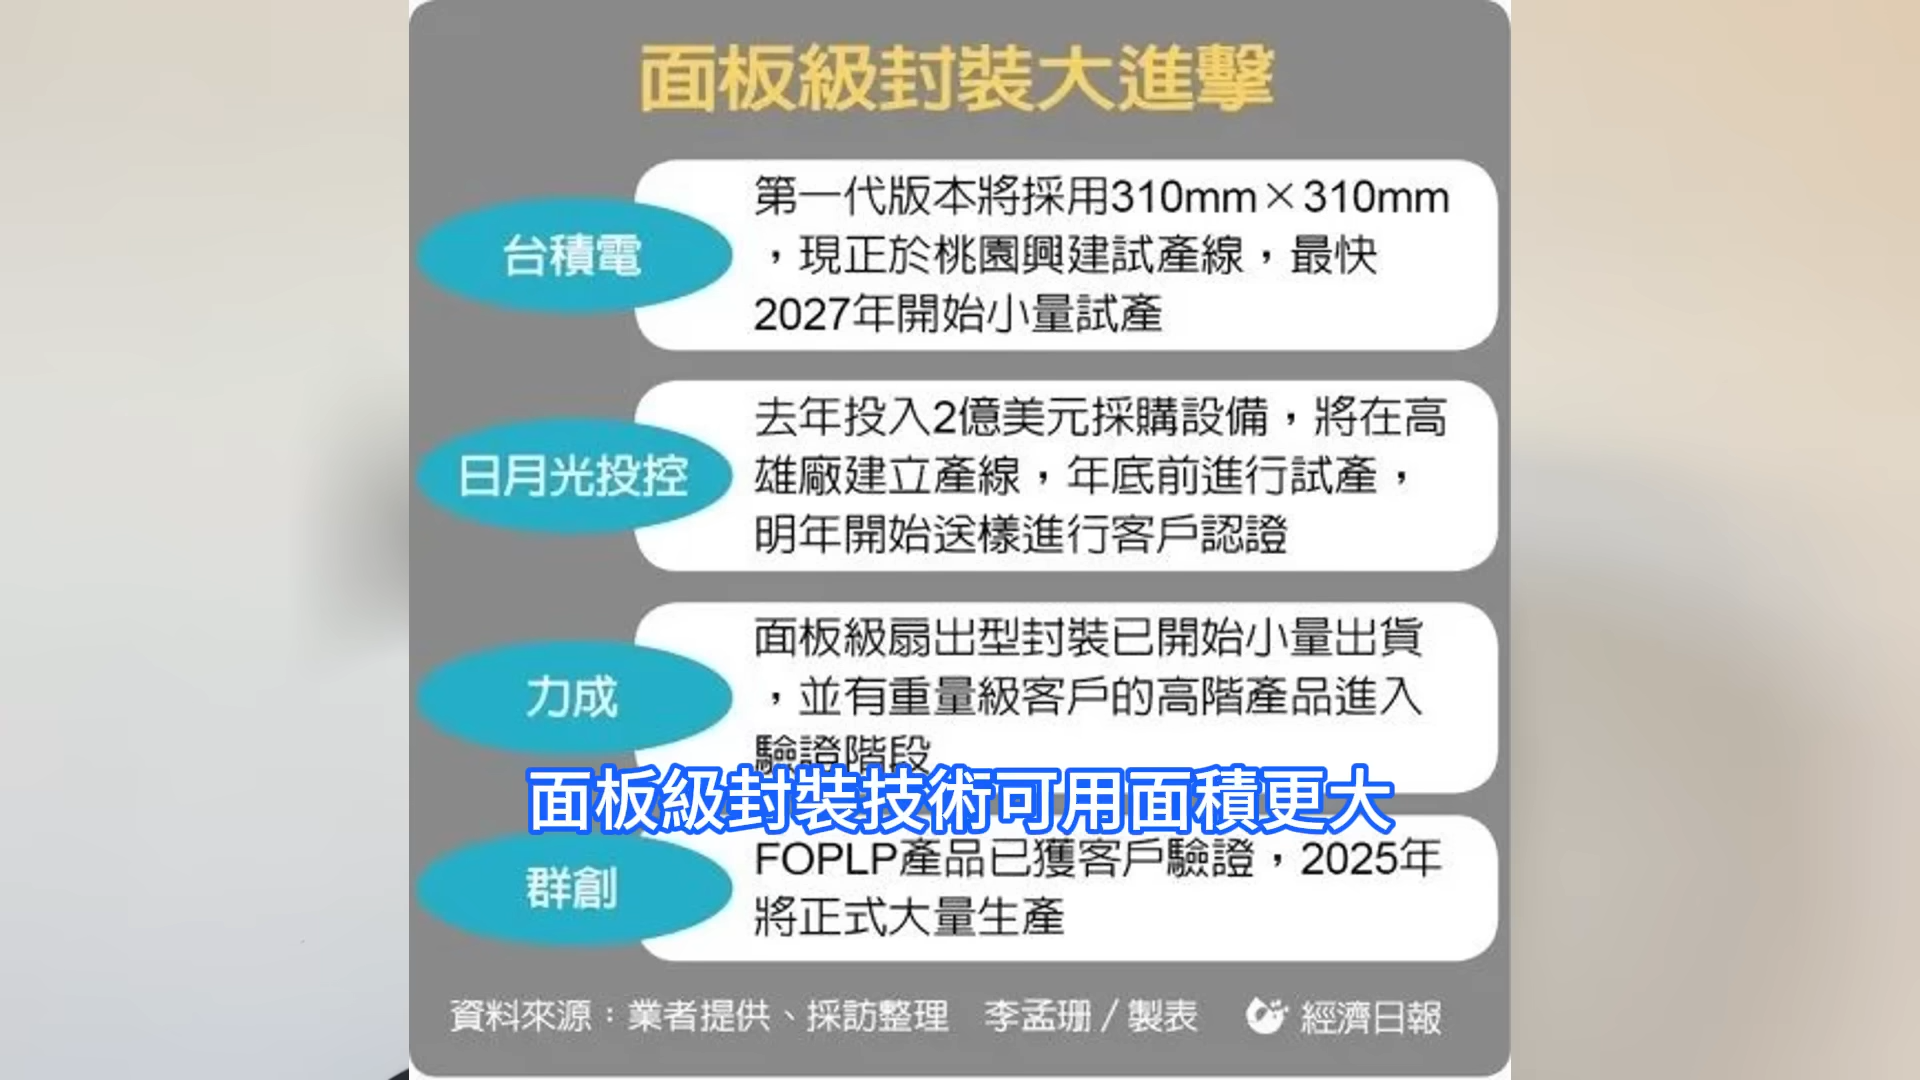 面板級封裝大進擊
台積電
第一代版本將採用310mm×310mm
，現正於桃園興建試產線，最快
2027年開始小量試產
日月光投控
去年投入2億美元採購設備，將在高
雄廠建立產線，年底前進行試產，
明年開始送樣進行客戶認證
力成
面板級扇出型封裝已開始小量出貨
，並有重量級客戶的高階產品進入
驗證階段
面板級封裝技術可用面積更大
群創
FOPLP產品已獲客戶驗證，2025年
將正式大量生產
資料來源：業者提供、採訪整理 李孟珊／製表 經濟日報